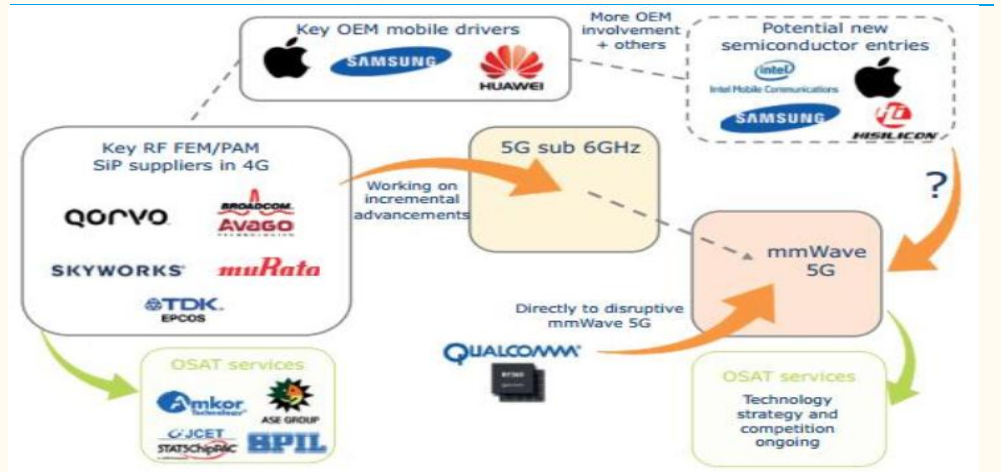 Key OEM mobile drivers
SAMSUNG
HUAWEI
More OEM
involvement
+ others
Potential new
semiconductor entries
intel
Intel Mobile Communications
SAMSUNG
HISILICON
Key RF FEM/PAM
SiP suppliers in 4G
QORVO
BROADCOM
AVAGO
TECHNOLOGIES
SKYWORKS
muRata
TDK
EPCOS
Working on
incremental
advancements
5G sub 6GHz
?
mmWave
5G
Directly to disruptive
mmWave 5G
QUALCOMM
OSAT services
Amkor
Technology
ASE GROUP
JCET
STATSChipPAC
SPIL
OSAT services
Technology
strategy and
competition
ongoing